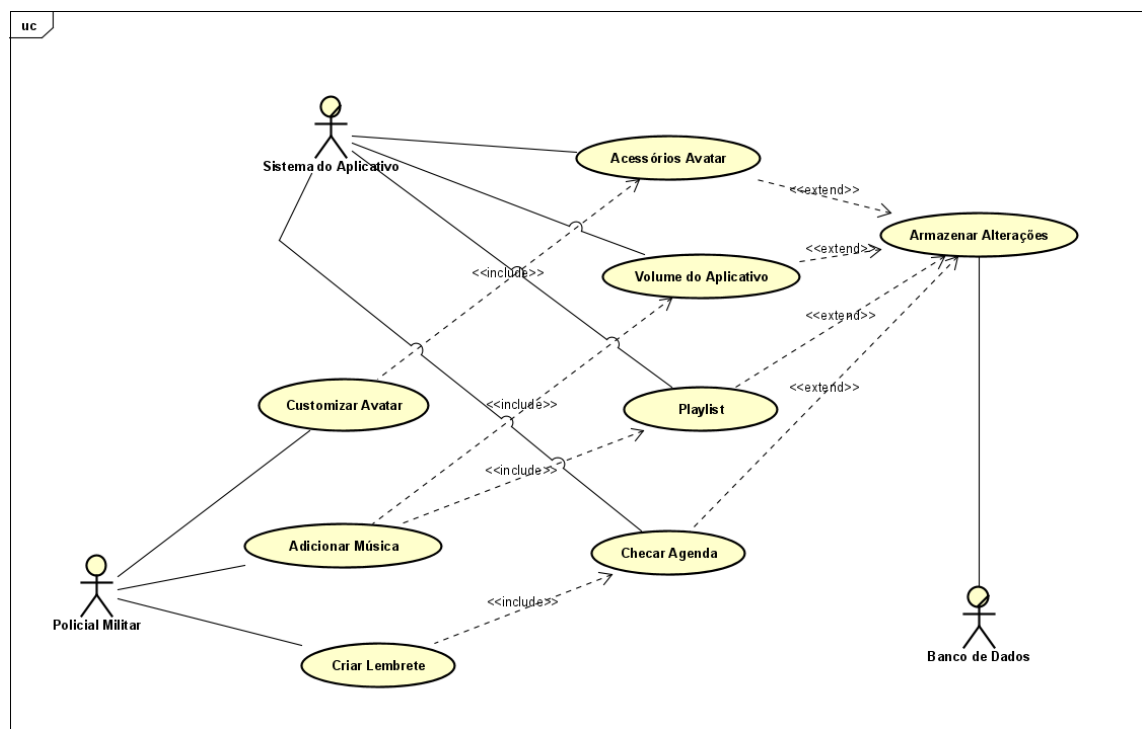 uc
Sistema do Aplicativo
Acessórios Avatar
<<extend>>
Armazenar Alterações
<<include>>
Volume do Aplicativo
<<extend>>
<<extend>>
Customizar Avatar
<<include>>
Playlist
<<extend>>
<<include>>
Adicionar Música
Checar Agenda
<<include>>
Policial Militar
Criar Lembrete
Banco de Dados